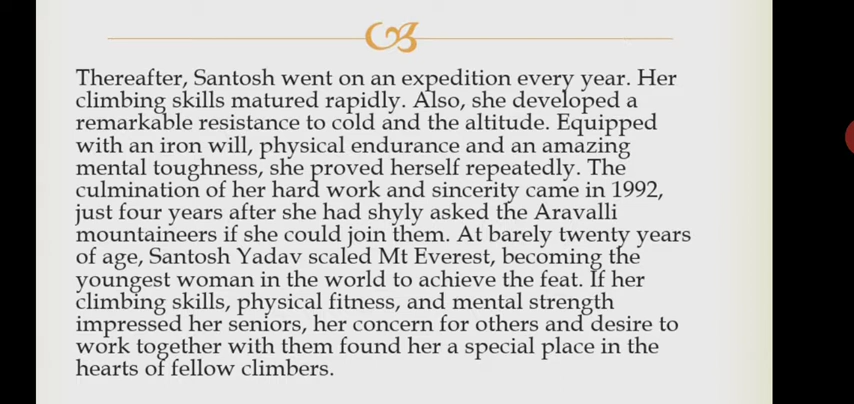 Thereafter, Santosh went on an expedition every year. Her
climbing skills matured rapidly. Also, she developed a
remarkable resistance to cold and the altitude. Equipped
with an iron will, physical endurance and an amazing
mental toughness, she proved herself repeatedly. The
culmination of her hard work and sincerity came in 1992,
just four years after she had shyly asked the Aravalli
mountaineers if she could join them. At barely twenty years
of age, Santosh Yadav scaled Mt Everest, becoming the
youngest woman in the world to achieve the feat. If her
climbing skills, physical fitness, and mental strength
impressed her seniors, her concern for others and desire to
work together with them found her a special place in the
hearts of fellow climbers.